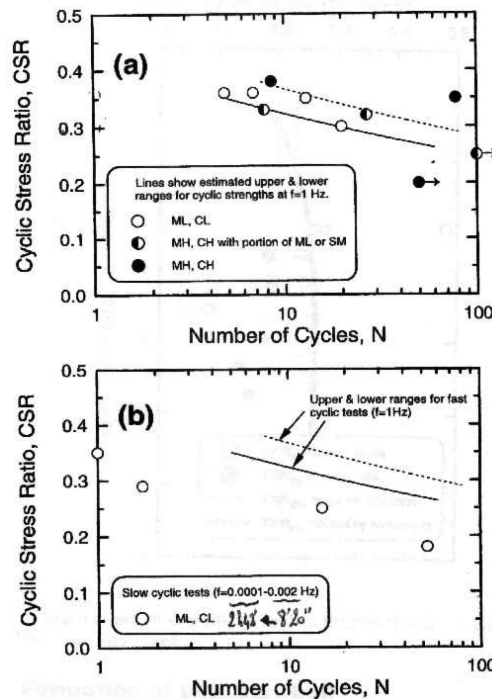 0.5
(a)
0.4
0.3
0.2
0.1
0.0
Cyclic Stress Ratio, CSR
Lines show estimated upper & lower
ranges for cyclic strengths at f=1 Hz.
ML, CL
MH, CH with portion of ML or SM
MH, CH
1 10 100
Number of Cycles, N
0.5
(b)
0.4
0.3
0.2
0.1
0.0
Cyclic Stress Ratio, CSR
Upper & lower ranges for fast
cyclic tests (f=1Hz)
Slow cyclic tests (f=0.0001-0.002 Hz)
ML, CL 8'20"
1 10 100
Number of Cycles, N